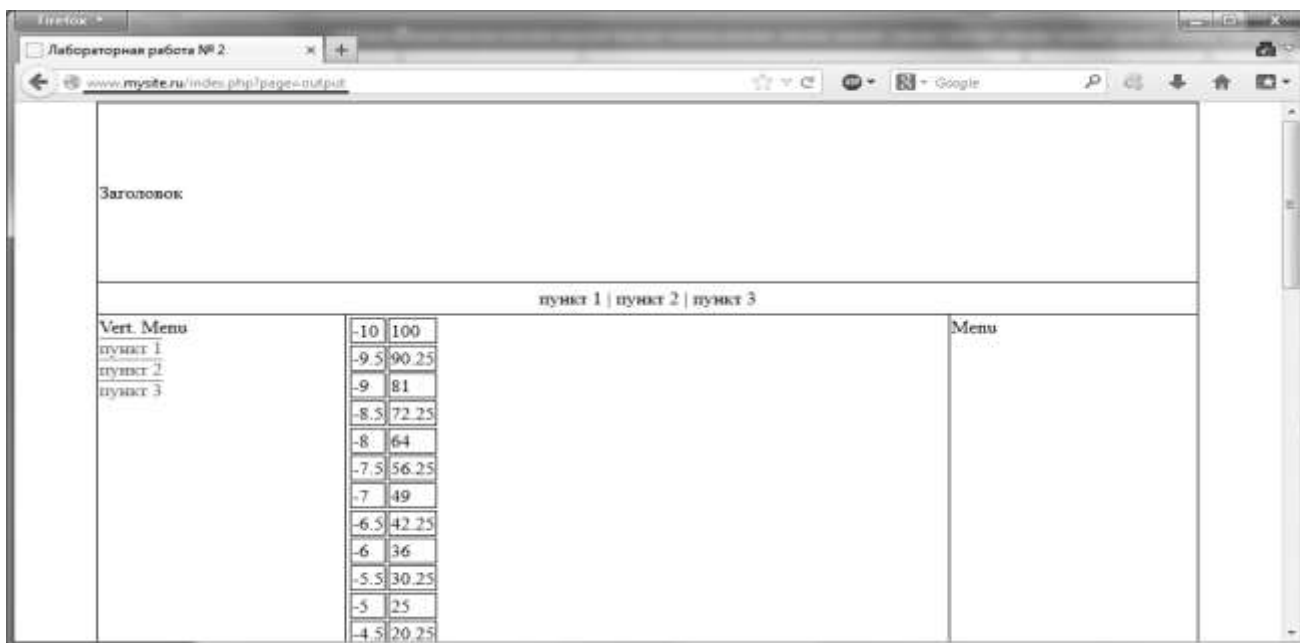 Firefox
Лабораторная работа № 2
www.mysite.ru/index.php?page=output
Google
Заголовок
пункт 1 | пункт 2 | пункт 3
Vert. Menu
пункт 1
пункт 2
пункт 3
-10 100
-9.5 90.25
-9 81
-8.5 72.25
-8 64
-7.5 56.25
-7 49
-6.5 42.25
-6 36
-5.5 30.25
-5 25
-4.5 20.25
Menu